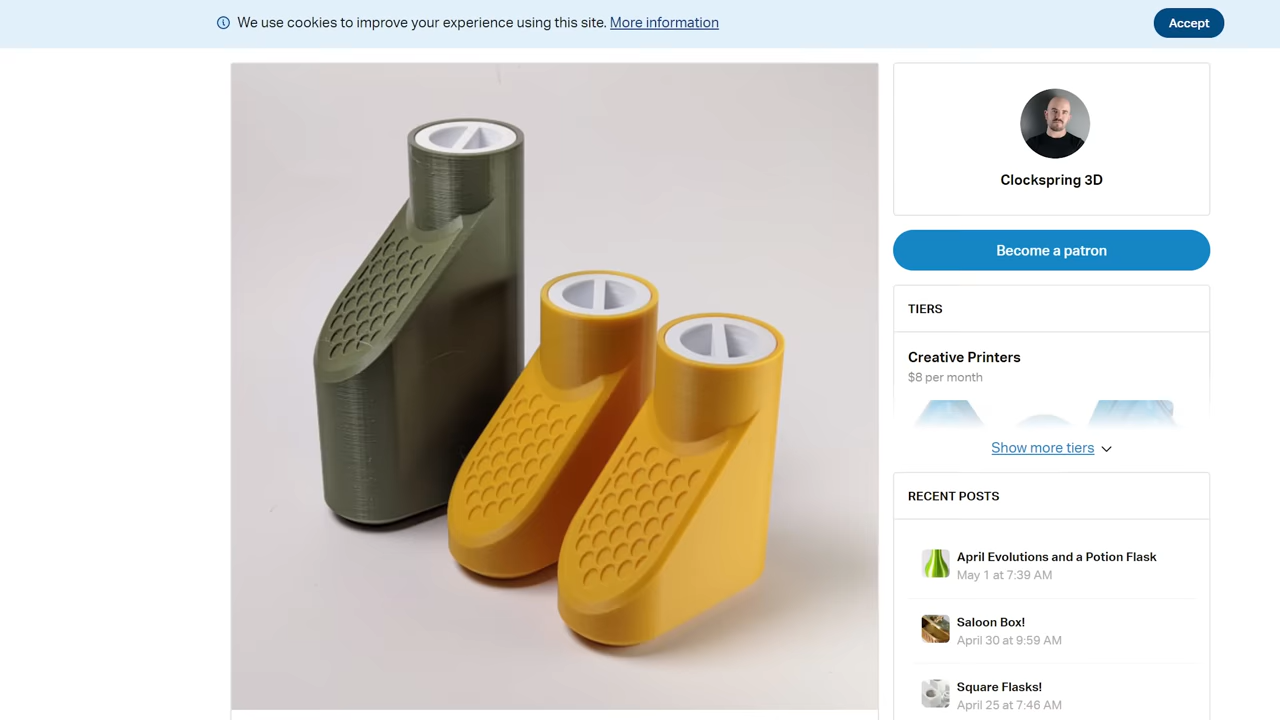 We use cookies to improve your experience using this site. More information
Accept
Clockspring 3D
Become a patron
TIERS
Creative Printers
$8 per month
Show more tiers
RECENT POSTS
April Evolutions and a Potion Flask
May 1 at 7:39 AM
Saloon Box!
April 30 at 9:59 AM
Square Flasks!
April 25 at 7:46 AM